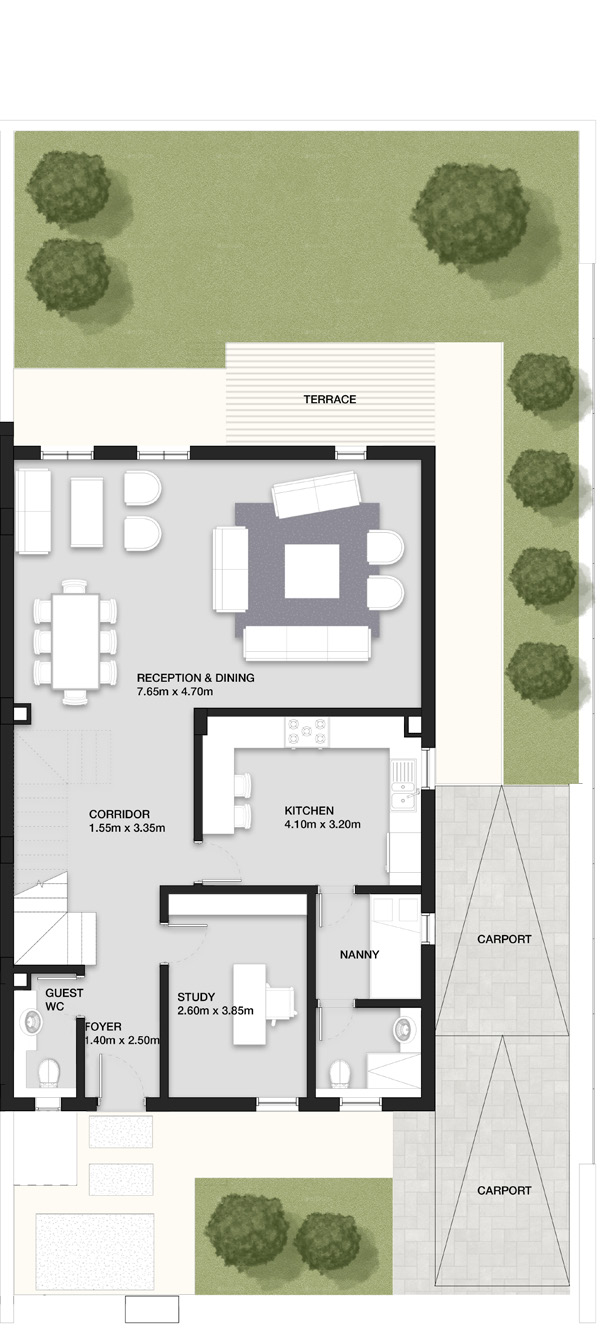 TERRACE
RECEPTION & DINING
7.65m x 4.70m
CORRIDOR
1.55m x 3.35m
KITCHEN
4.10m x 3.20m
CARPORT
NANNY
GUEST
WC
STUDY
2.60m x 3.85m
FOYER
1.40m x 2.50m
CARPORT